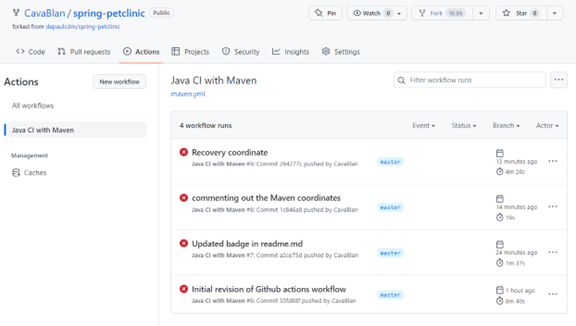 CavaBlan / spring-petclinic Public
Pin
Watch 0
Fork 18.8k
Star 0
forked from depaulcdm/spring-petclinic
Code
Pull requests
Actions
Projects
Security
Insights
Settings
Actions
New workflow
All workflows
Java CI with Maven
Management
Caches
Java CI with Maven
maven.yml
Filter workflow runs
4 workflow runs
Event
Status
Branch
Actor
Recovery coordinate
Java CI with Maven #9: Commit 264277c pushed by CavaBlan
master
13 minutes ago
4m 26s
commenting out the Maven coordinates
Java CI with Maven #8: Commit 1c846a8 pushed by CavaBlan
master
14 minutes ago
19s
Updated badge in readme.md
Java CI with Maven #7: Commit a2ce75d pushed by CavaBlan
master
24 minutes ago
1m 37s
Initial revision of Github actions workflow
Java CI with Maven #6: Commit 53fd88f pushed by CavaBlan
master
1 hour ago
8m 40s